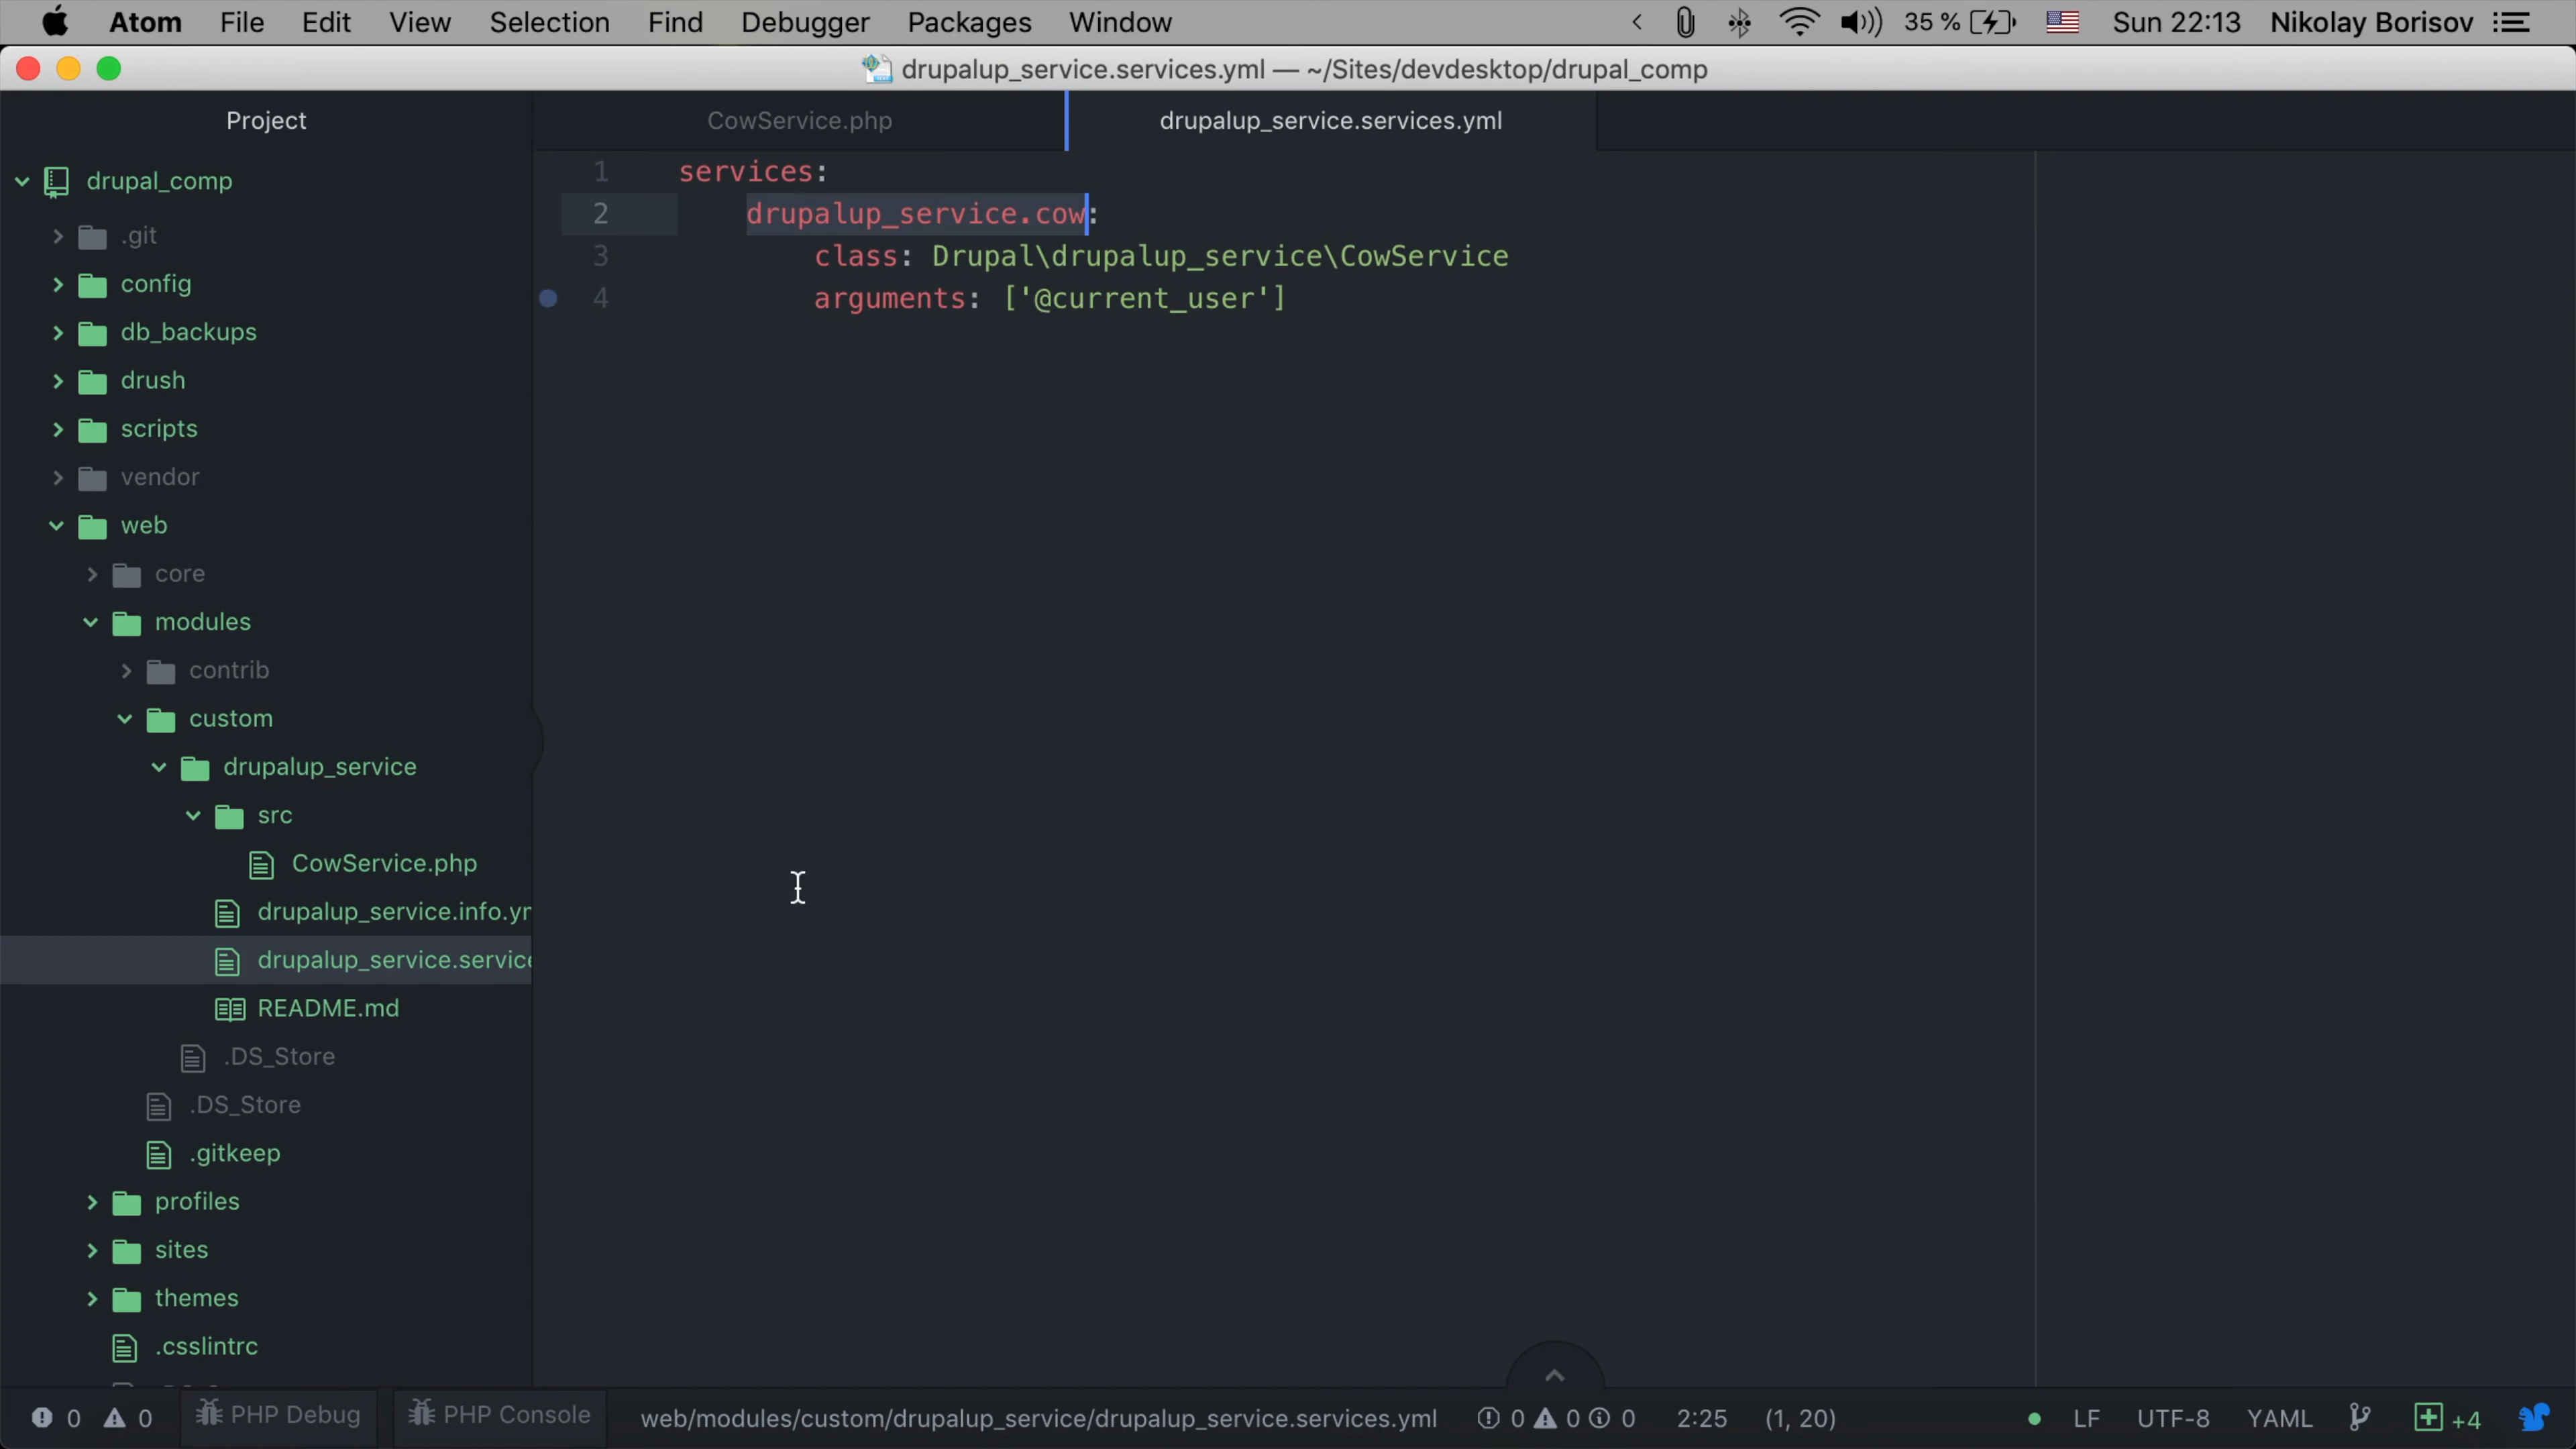 Atom File Edit View Selection Find Debugger Packages Window 35 % Sun 22:13 Nikolay Borisov
drupalup_service.services.yml — ~/Sites/devdesktop/drupal_comp
Project
CowService.php
drupalup_service.services.yml
drupal_comp
.git
config
db_backups
drush
scripts
vendor
web
core
modules
contrib
custom
drupalup_service
src
CowService.php
drupalup_service.info.yr
drupalup_service.service
README.md
.DS_Store
.DS_Store
.gitkeep
profiles
sites
themes
.csslintrc
1 services:
2 drupalup_service.cow:
3 class: Drupal\drupalup_service\CowService
4 arguments: ['@current_user']
0 0 PHP Debug PHP Console web/modules/custom/drupalup_service/drupalup_service.services.yml 0 0 0 2:25 (1, 20) LF UTF-8 YAML +4